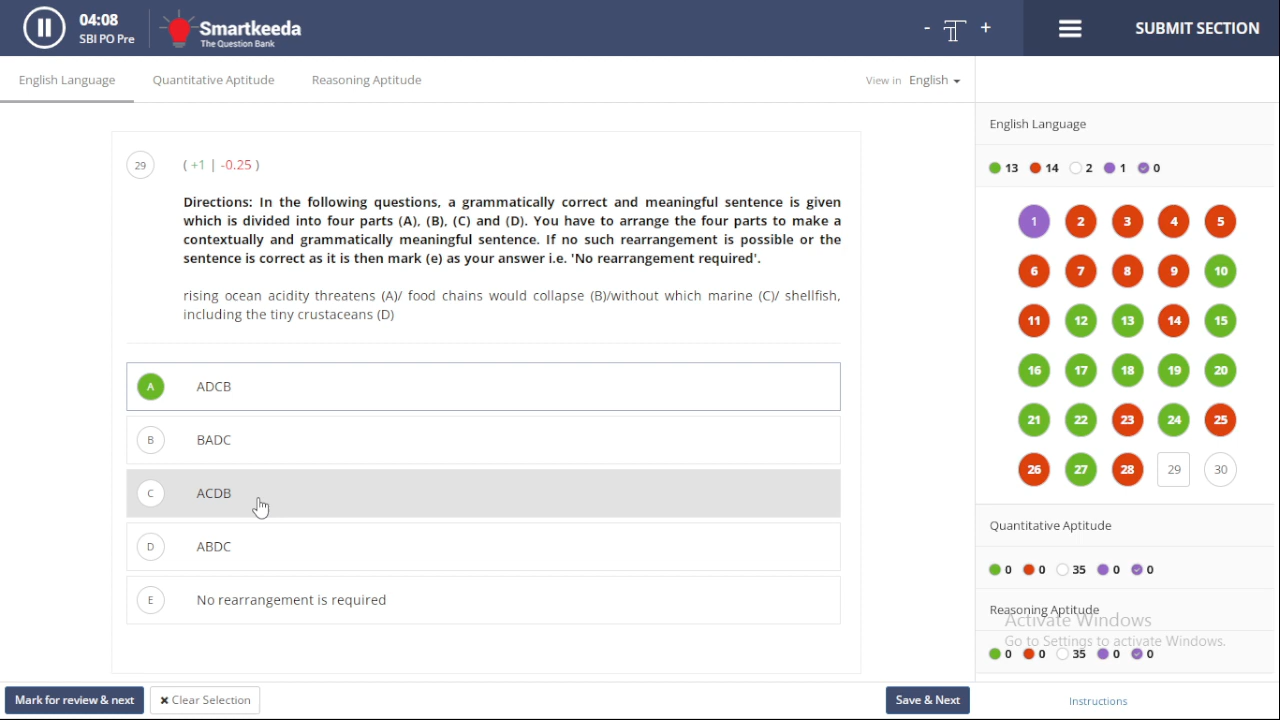 04:08
SBI PO Pre
Smartkeeda
The Question Bank
- T +
SUBMIT SECTION
English Language
Quantitative Aptitude
Reasoning Aptitude
View in English
29
( +1 | -0.25 )
Directions: In the following questions, a grammatically correct and meaningful sentence is given
which is divided into four parts (A), (B), (C) and (D). You have to arrange the four parts to make a
contextually and grammatically meaningful sentence. If no such rearrangement is possible or the
sentence is correct as it is then mark (e) as your answer i.e. 'No rearrangement required'.
rising ocean acidity threatens (A)/ food chains would collapse (B)/without which marine (C)/ shellfish,
including the tiny crustaceans (D)
A ADCB
B BADC
C ACDB
D ABDC
E No rearrangement is required
Mark for review & next
Clear Selection
Save & Next
English Language
13 14 2 1 0
1 2 3 4 5
6 7 8 9 10
11 12 13 14 15
16 17 18 19 20
21 22 23 24 25
26 27 28 29 30
Quantitative Aptitude
0 0 35 0 0
Reasoning Aptitude
Activate Windows
Go to Settings to activate Windows.
0 0 35 0 0
Instructions